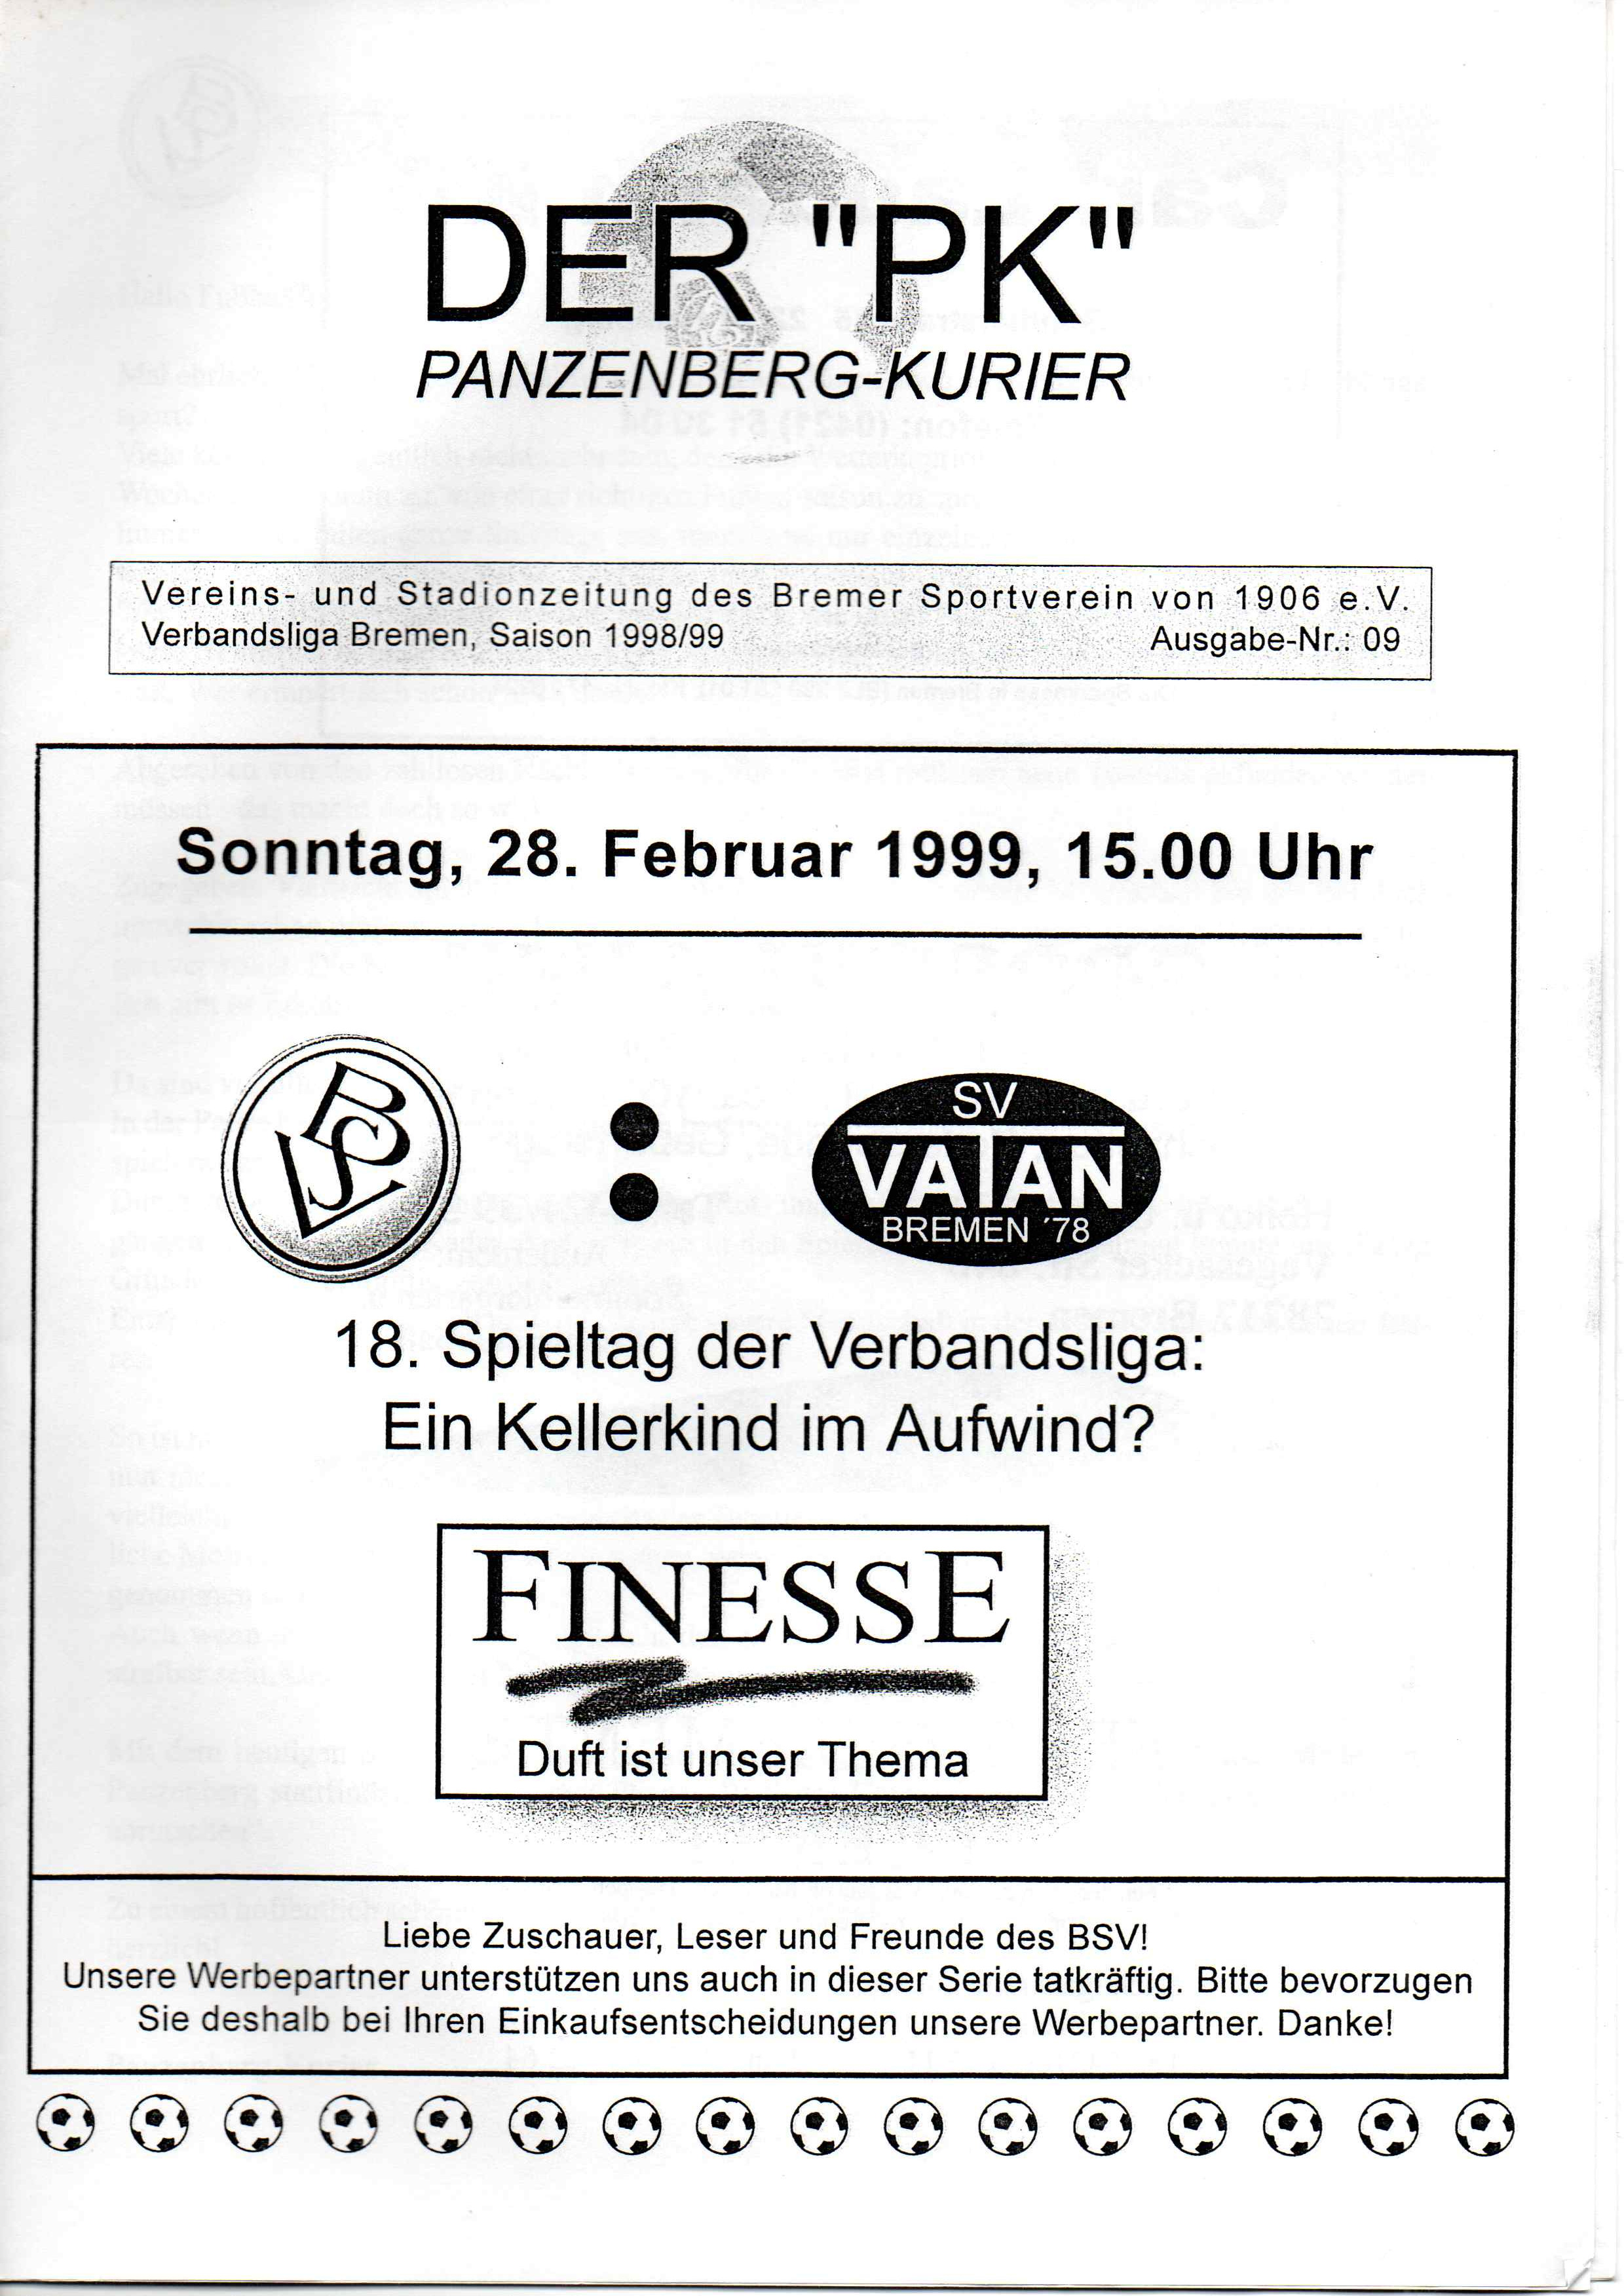 DER "PK"
PANZENBERG-KURIER
Vereins- und Stadionzeitung des Bremer Sportverein von 1906 e.V.
Verbandsliga Bremen, Saison 1998/99 Ausgabe-Nr.: 09
Sonntag, 28. Februar 1999, 15.00 Uhr
BSV
:
SV
VATAN
BREMEN ´78
18. Spieltag der Verbandsliga:
Ein Kellerkind im Aufwind?
FINESSE
Duft ist unser Thema
Liebe Zuschauer, Leser und Freunde des BSV!
Unsere Werbepartner unterstützen uns auch in dieser Serie tatkräftig. Bitte bevorzugen
Sie deshalb bei Ihren Einkaufsentscheidungen unsere Werbepartner. Danke!